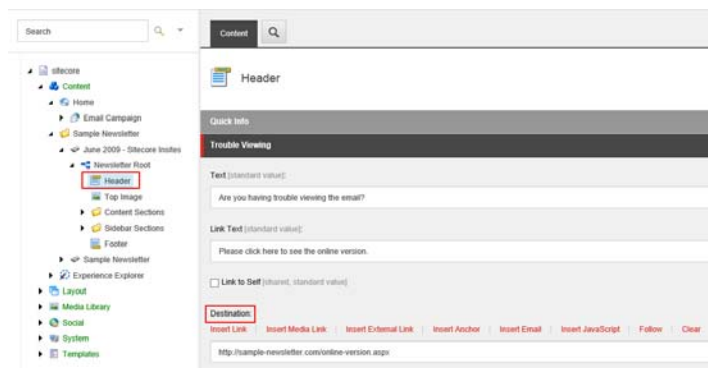 Search
sitecore
Content
Home
Email Campaign
Sample Newsletter
June 2009 - Sitecore Insites
Newsletter Root
Header
Top Image
Content Sections
Sidebar Sections
Footer
Sample Newsletter
Experience Explorer
Layout
Media Library
Social
System
Templates
Content
Header
Quick Info
Trouble Viewing
Text [standard value]:
Are you having trouble viewing the email?
Link Text [standard value]:
Please click here to see the online version.
Link to Self [shared, standard value]
Destination:
Insert Link | Insert Media Link | Insert External Link | Insert Anchor | Insert Email | Insert JavaScript | Follow | Clear
http://sample-newsletter.com/online-version.aspx